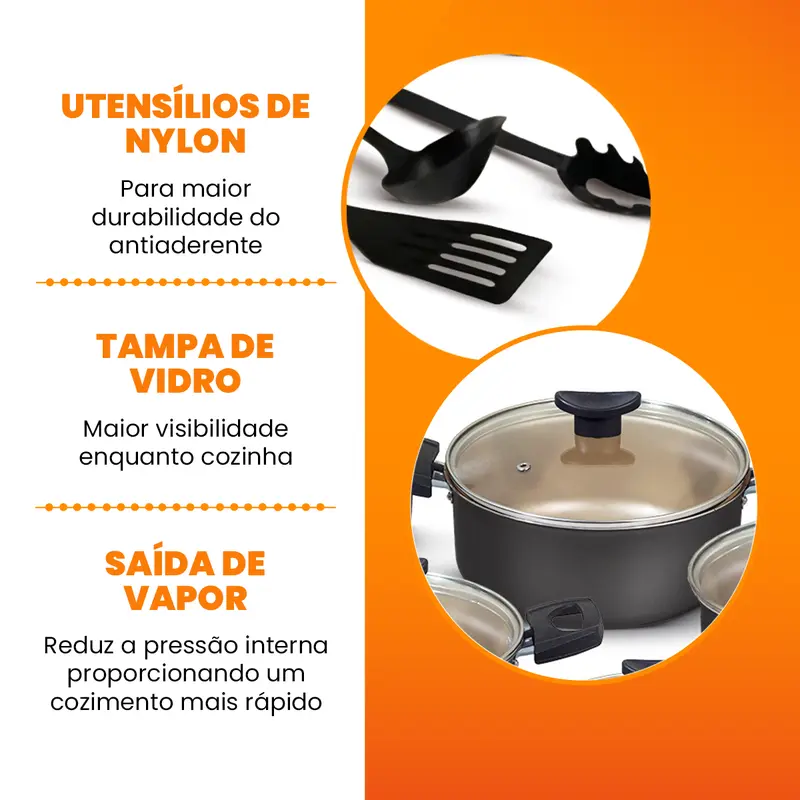 UTENSÍLIOS DE
NYLON
Para maior
durabilidade do
antiaderente
TAMPA DE
VIDRO
Maior visibilidade
enquanto cozinha
SAÍDA DE
VAPOR
Reduz a pressão interna
proporcionando um
cozimento mais rápido